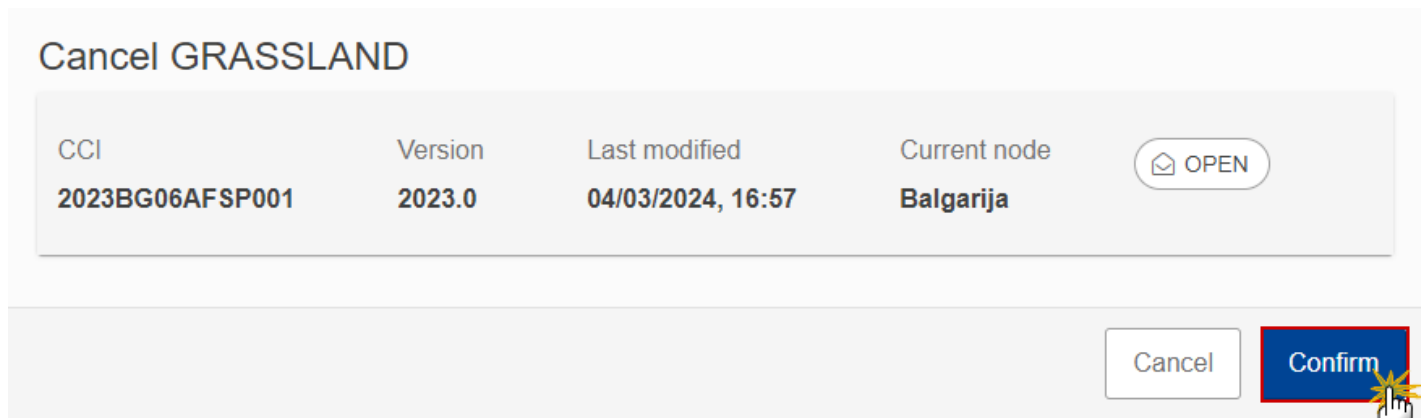 Cancel GRASSLAND
CCI Version Last modified Current node OPEN
2023BG06AFSP001 2023.0 04/03/2024, 16:57 Balgarija
Cancel Confirm